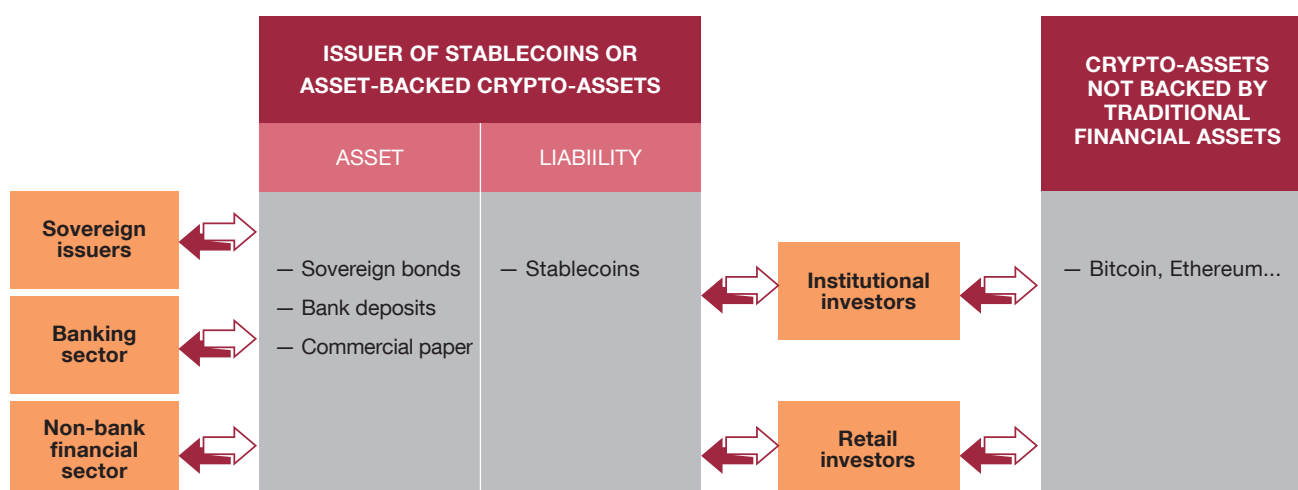 ISSUER OF STABLECOINS OR
ASSET-BACKED CRYPTO-ASSETS
ASSET
LIABIILITY
CRYPTO-ASSETS
NOT BACKED BY
TRADITIONAL
FINANCIAL ASSETS
Sovereign
issuers
Banking
sector
Non-bank
financial
sector
— Sovereign bonds
— Bank deposits
— Commercial paper
— Stablecoins
Institutional
investors
Retail
investors
— Bitcoin, Ethereum...